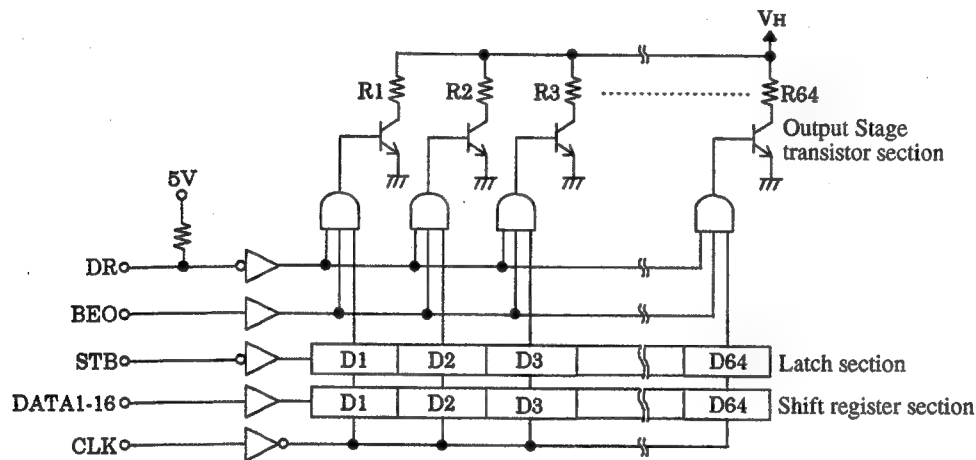 VH
R1 R2 R3 R64
Output Stage
transistor section
5V
DR
BEO
STB D1 D2 D3 D64 Latch section
DATA1-16 D1 D2 D3 D64 Shift register section
CLK